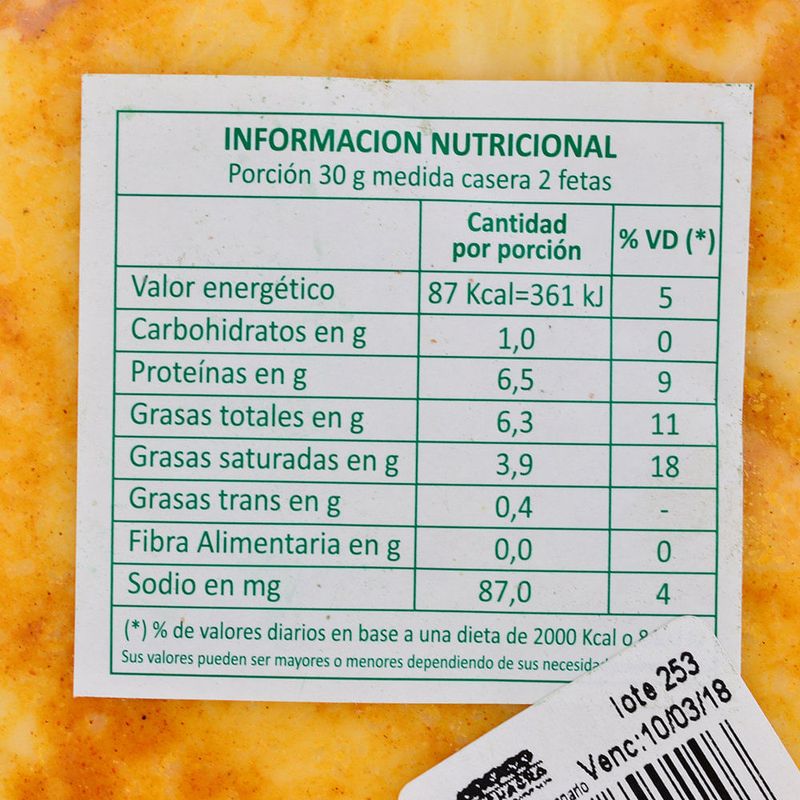 INFORMACION NUTRICIONAL
Porción 30 g medida casera 2 fetas
Cantidad
por porción
% VD (*)
Valor energético 87 Kcal=361 kJ 5
Carbohidratos en g 1,0 0
Proteínas en g 6,5 9
Grasas totales en g 6,3 11
Grasas saturadas en g 3,9 18
Grasas trans en g 0,4 -
Fibra Alimentaria en g 0,0 0
Sodio en mg 87,0 4
(*) % de valores diarios en base a una dieta de 2000 Kcal o
Sus valores pueden ser mayores o menores dependiendo de sus
lote 253
Venc:10/03/18